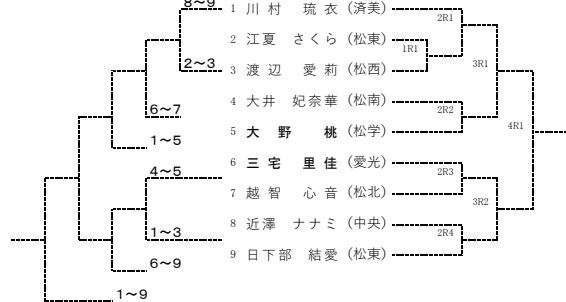 8～9
1 川村 琉衣 (済美)
2R1
2 江夏 さくら (松東)
1R1
2～3
3 渡辺 愛莉 (松西)
3R1
6～7
4 大井 妃奈華 (松南)
2R2
1～5
5 大野 桃 (松学)
4R1
4～5
6 三宅 里佳 (愛光)
2R3
7 越智 心音 (松北)
3R2
1～3
8 近澤 ナナミ (中央)
2R4
6～9
9 日下部 結愛 (松東)
1～9